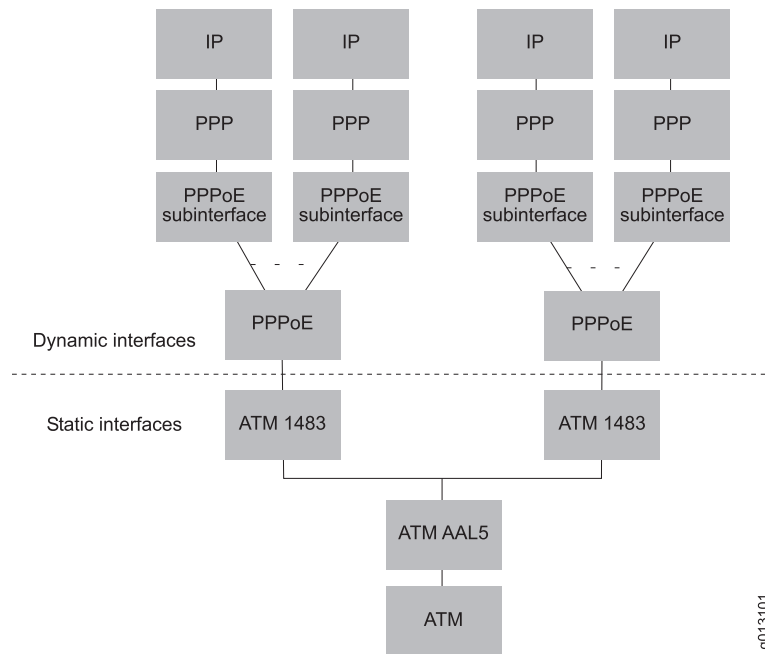 IP
IP
IP
IP
PPP
PPP
PPP
PPP
PPPoE
subinterface
PPPoE
subinterface
PPPoE
subinterface
PPPoE
subinterface
PPPoE
PPPoE
Dynamic interfaces
Static interfaces
ATM 1483
ATM 1483
ATM AAL5
ATM
g013101